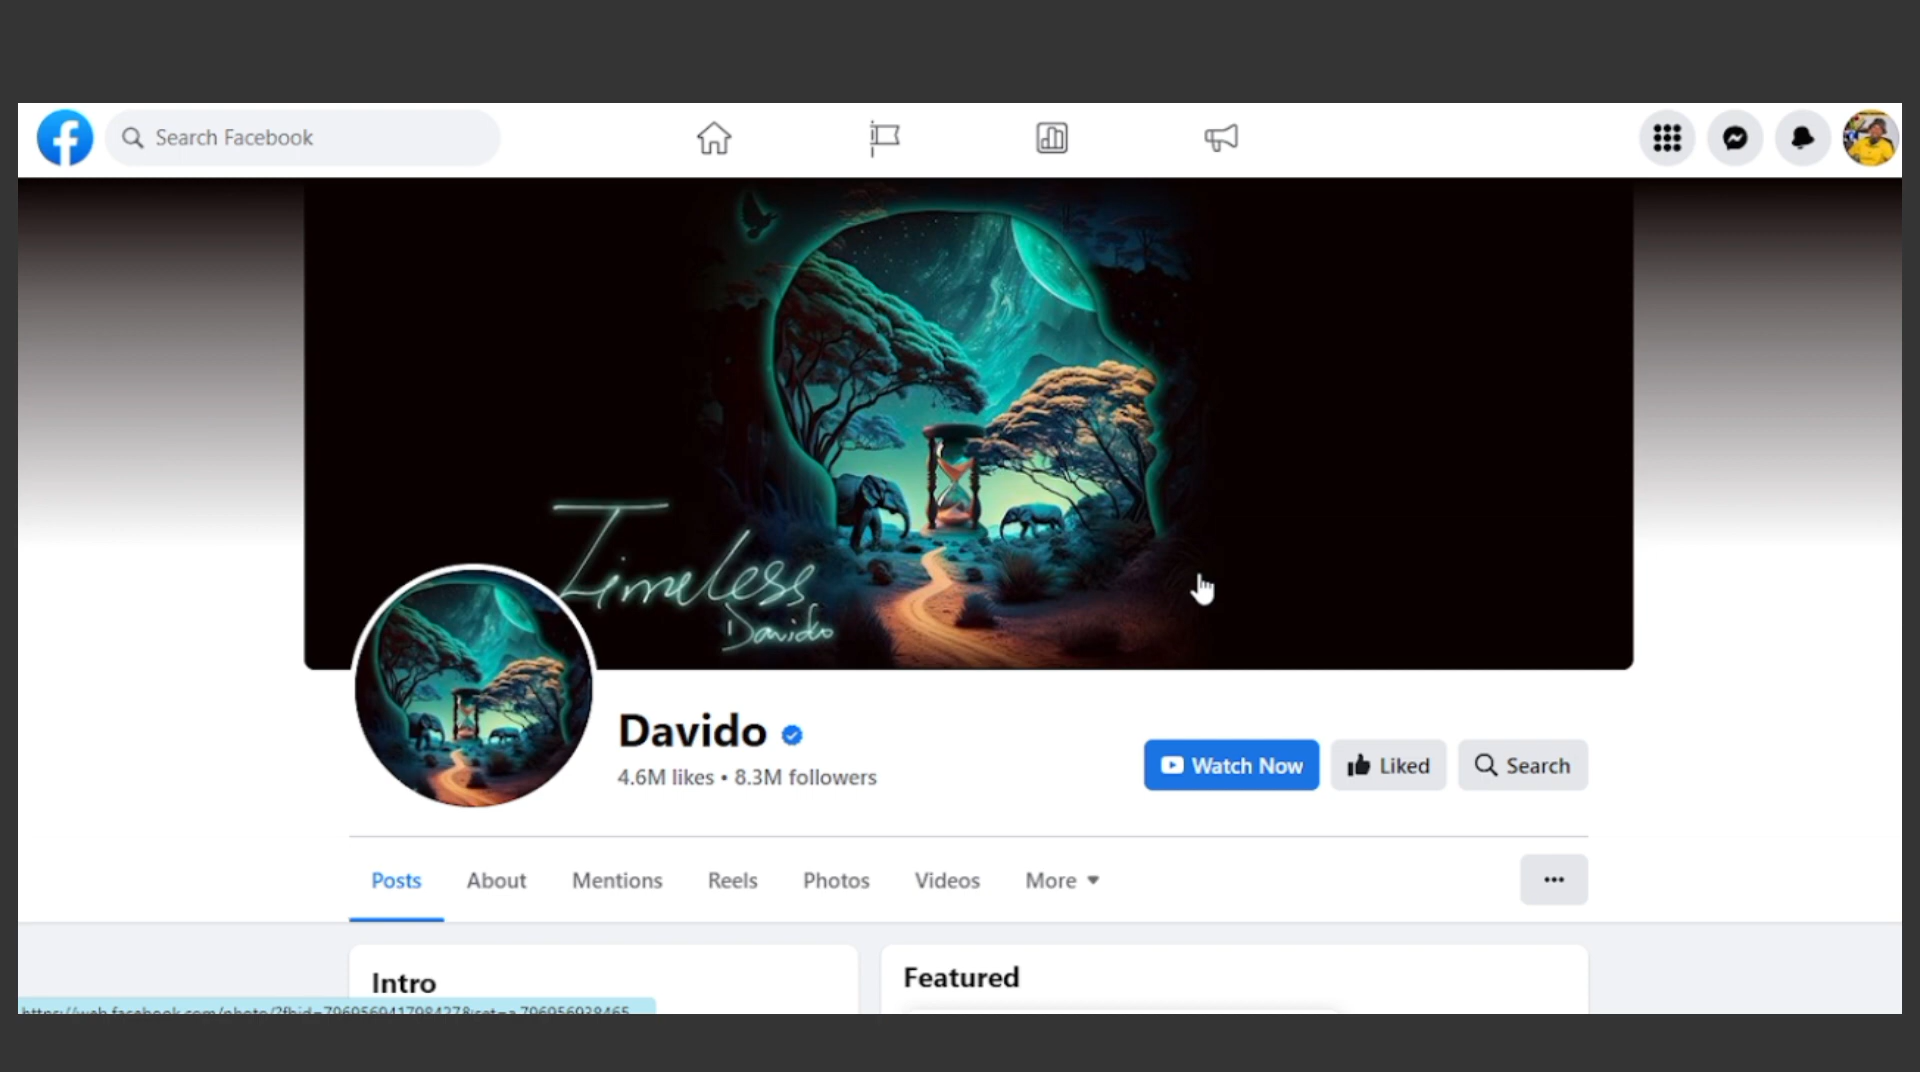 Search Facebook
Timeless
Davido
Davido
4.6M likes • 8.3M followers
Watch Now
Liked
Search
Posts
About
Mentions
Reels
Photos
Videos
More
Intro
Featured